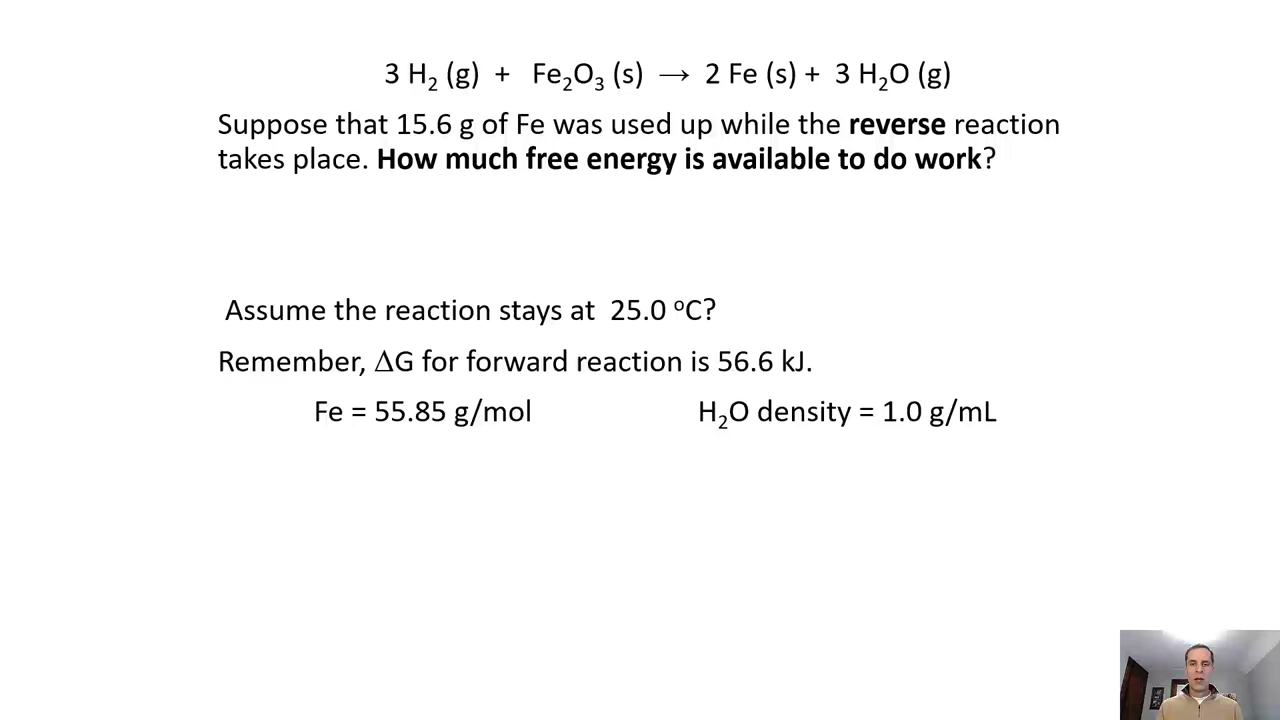 3 H₂ (g) + Fe₂O₃ (s) → 2 Fe (s) + 3 H₂O (g)
Suppose that 15.6 g of Fe was used up while the reverse reaction
takes place. How much free energy is available to do work?
Assume the reaction stays at 25.0 ᵒC?
Remember, ΔG for forward reaction is 56.6 kJ.
Fe = 55.85 g/mol H₂O density = 1.0 g/mL